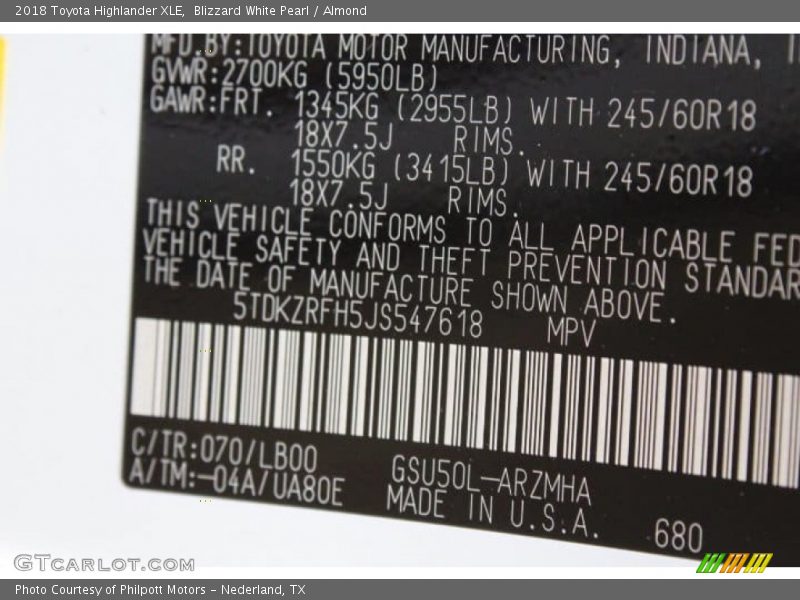 2018 Toyota Highlander XLE, Blizzard White Pearl / Almond
MFD.BY:TOYOTA MOTOR MANUFACTURING, INDIANA,
GVWR:2700KG (5950LB)
GAWR:FRT. 1345KG (2955LB) WITH 245/60R18
18X7.5J RIMS.
RR. 1550KG (3415LB) WITH 245/60R18
18X7.5J RIMS.
THIS VEHICLE CONFORMS TO ALL APPLICABLE FED
VEHICLE SAFETY AND THEFT PREVENTION STANDAR
THE DATE OF MANUFACTURE SHOWN ABOVE.
5TDKZRFH5JS547618 MPV
C/TR:070/LB00
A/TM:-04A/UA80E
GSU50L-ARZMHA
MADE IN U.S.A.
680
GTcarlot.com
Photo Courtesy of Philpott Motors - Nederland, TX